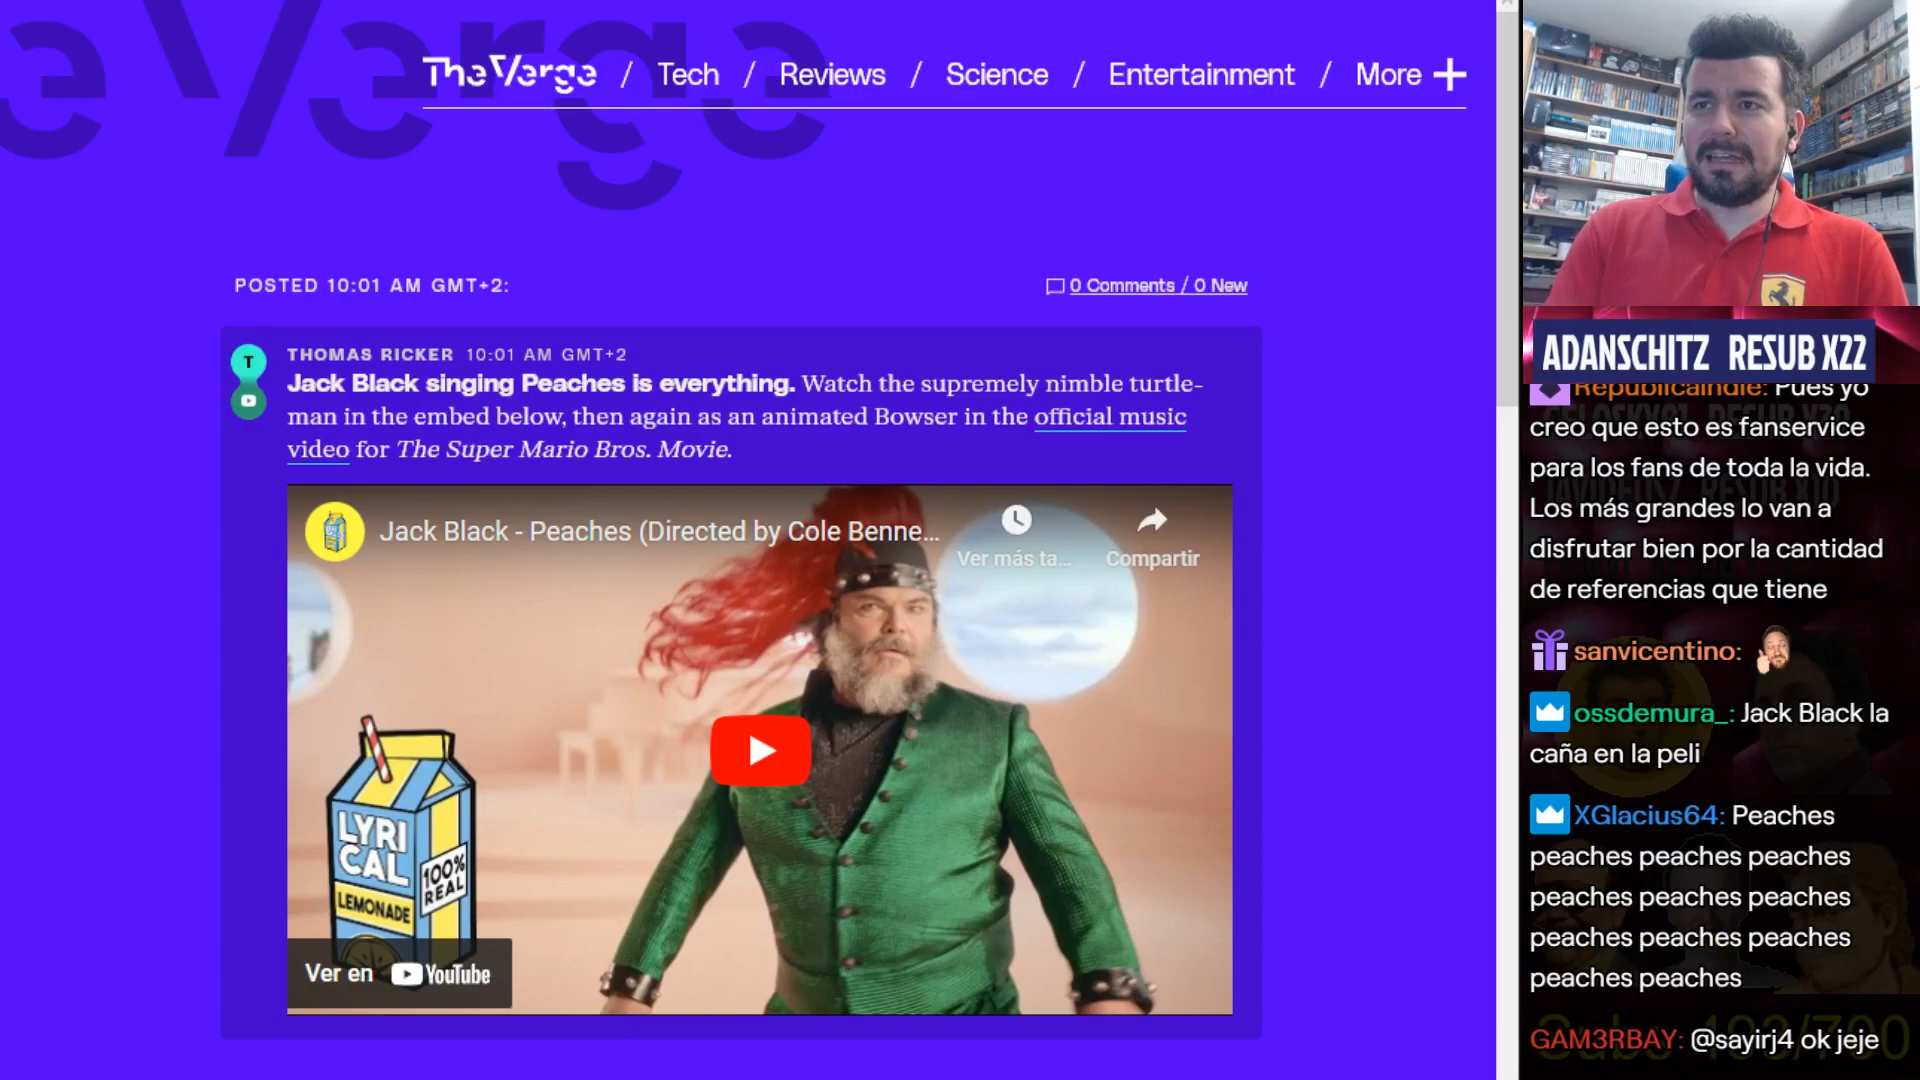 e Verge
The Verge / Tech / Reviews / Science / Entertainment / More
POSTED 10:01 AM GMT+2:
0 Comments / 0 New
T
THOMAS RICKER 10:01 AM GMT+2
Jack Black singing Peaches is everything. Watch the supremely nimble turtle-
man in the embed below, then again as an animated Bowser in the official music
video for The Super Mario Bros. Movie.
Jack Black - Peaches (Directed by Cole Benne...
Ver más ta...
Compartir
LYRI
CAL
LEMONADE
100%
REAL
Ver en YouTube
ADANSCHITZ RESUB X22
RepublicaIndie: Pues yo
creo que esto es fanservice
para los fans de toda la vida.
Los más grandes lo van a
disfrutar bien por la cantidad
de referencias que tiene
sanvicentino:
ossdemura_: Jack Black la
caña en la peli
XGlacius64: Peaches
peaches peaches peaches
peaches peaches peaches
peaches peaches peaches
peaches peaches
GAM3RBAY: @sayirj4 ok jeje